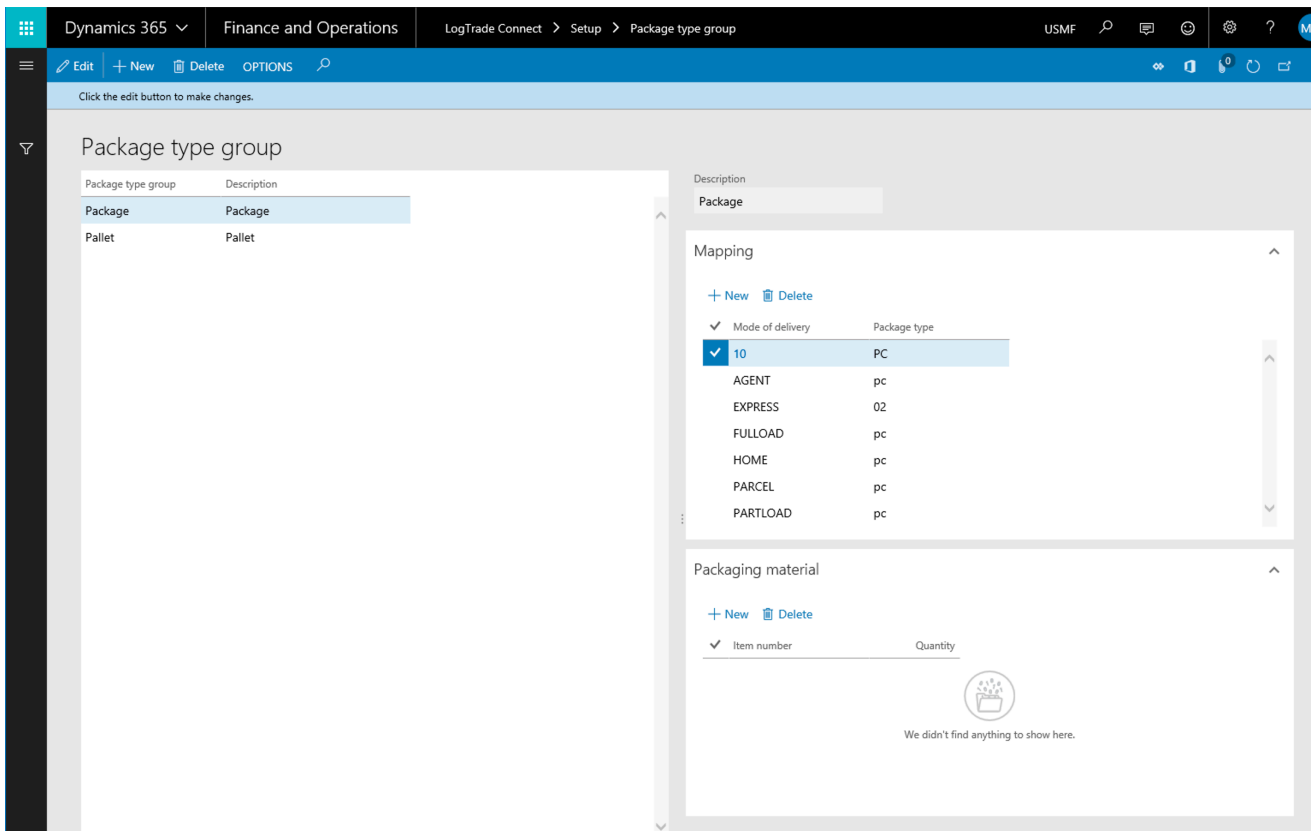 Dynamics 365 Finance and Operations LogTrade Connect > Setup > Package type group USMF ? M
Edit + New Delete OPTIONS 0
Click the edit button to make changes.
Package type group
Package type group Description
Package Package
Pallet Pallet
Description
Package
Mapping
+ New Delete
Mode of delivery Package type
10 PC
AGENT pc
EXPRESS 02
FULLOAD pc
HOME pc
PARCEL pc
PARTLOAD pc
Packaging material
+ New Delete
Item number Quantity
We didn't find anything to show here.